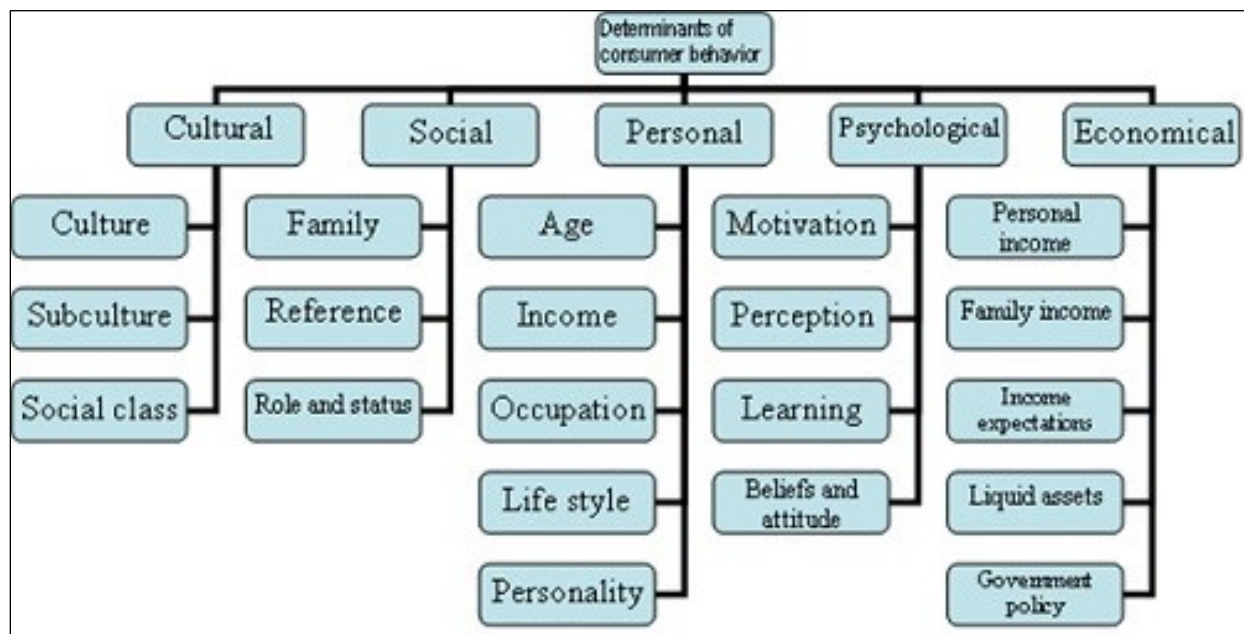 Determinants of
consumer behavior
Cultural
Social
Personal
Psychological
Economical
Culture
Family
Age
Motivation
Personal
income
Subculture
Reference
Income
Perception
Family income
Social class
Role and status
Occupation
Learning
Income
expectations
Life style
Beliefs and
attitude
Liquid assets
Personality
Government
policy